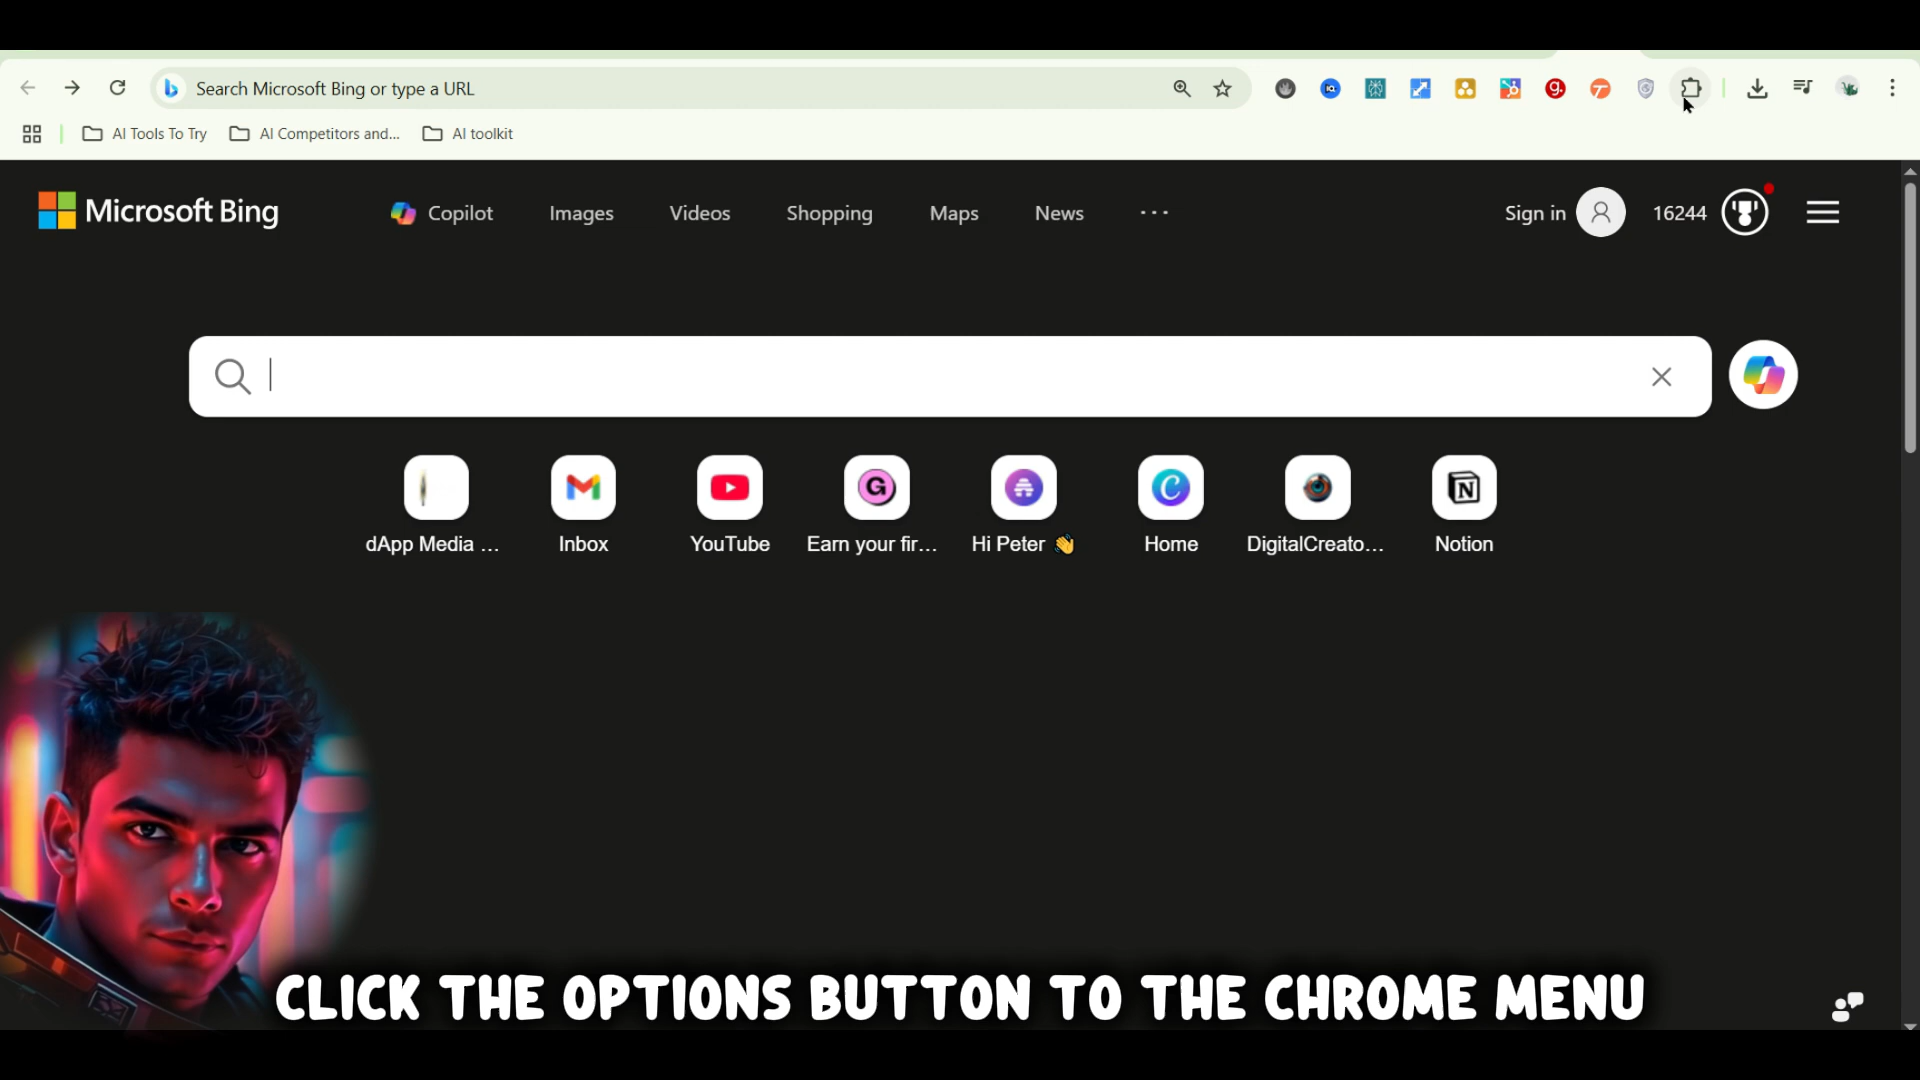 Search Microsoft Bing or type a URL
AI Tools To Try
AI Competitors and...
AI toolkit
Microsoft Bing
Copilot
Images
Videos
Shopping
Maps
News
Sign in
16244
dApp Media ...
Inbox
YouTube
Earn your fir...
Hi Peter 👋
Home
DigitalCreato...
Notion
CLICK THE OPTIONS BUTTON TO THE CHROME MENU